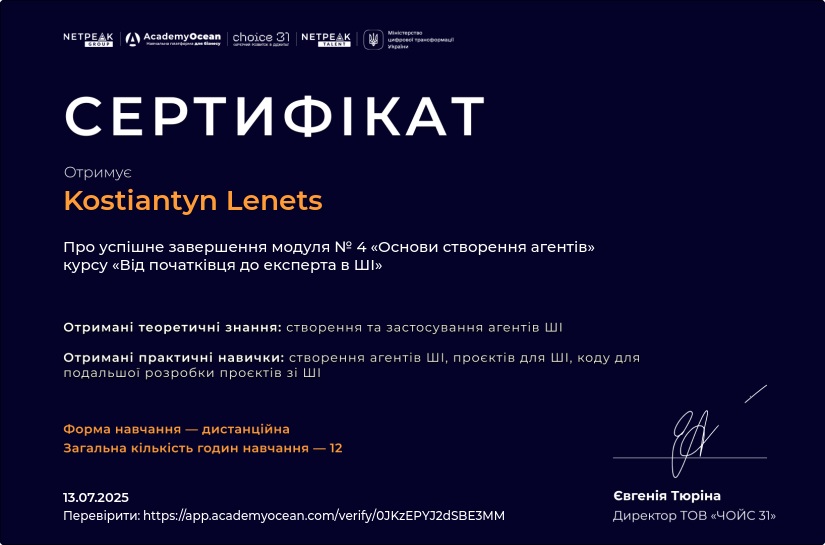 NETPEAK GROUP
AcademyOcean
Навчальна платформа для бізнесу
choice 31
NETPEAK TALENT
Міністерство
цифрової трансформації
України
СЕРТИФІКАТ
Отримує
Kostiantyn Lenets
Про успішне завершення модуля № 4 «Основи створення агентів»
курсу «Від початківця до експерта в ШІ»
Отримані теоретичні знання: створення та застосування агентів ШІ
Отримані практичні навички: створення агентів ШІ, проєктів для ШІ, коду для
подальшої розробки проєктів зі ШІ
Форма навчання — дистанційна
Загальна кількість годин навчання — 12
13.07.2025
Перевірити: https://app.academyocean.com/verify/0JKzEPYJ2dSBE3MM
Євгенія Тюріна
Директор ТОВ «ЧОЙС 31»